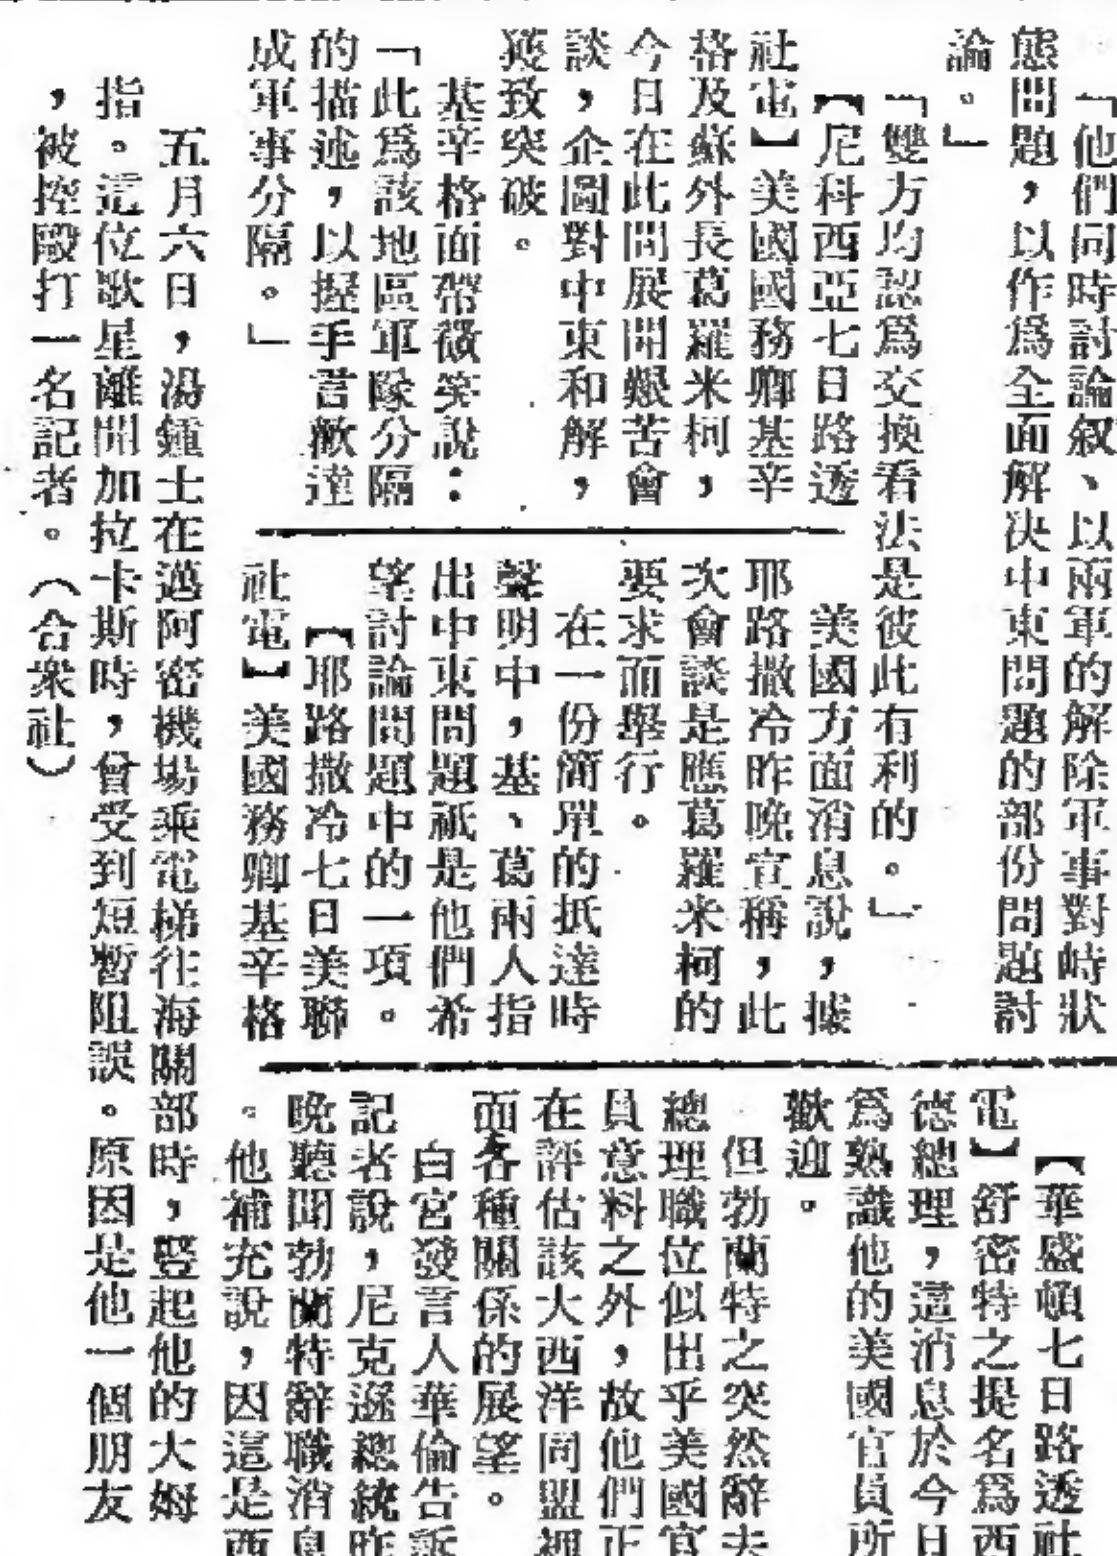 「他們同時討論叙、以兩軍的解除軍事對峙狀
態問題，以作爲全面解决中東問題的部份問題討
論。」
「雙方均認爲交換看法是彼此有利的。」
【尼科西亞七日路透
社電】美國國務卿基辛
格及蘇外長葛羅米柯，
今日在此間展開艱苦會
談，企圖對中東和解，
獲致突破。
基辛格面帶微笑說：
「此爲該地區軍隊分隔
的描述，以握手言歡達
成軍事分隔。」
美國方面消息說，據
耶路撒冷昨晚宣稱，此
次會談是應葛羅米柯的
要求而舉行。
在一份簡單的抵達時
聲明中，基、葛兩人指
出中東問題祇是他們希
望討論問題中的一項。
【耶路撒冷七日美聯
社電】美國務卿基辛格
【華盛頓七日路透社
電】舒密特之提名爲西
德總理，這消息於今日
爲熟識他的美國官員所
歡迎。
但勃蘭特之突然辭去
總理職位似出乎美國官
員意料之外，故他們正
在評估該大西洋同盟裡
面各種關係的展望。
白宮發言人華倫告訴
記者說，尼克遜總統昨
晚聽聞勃蘭特辭職消息
。他補充說，因這是西
五月六日，湯鍾士在邁阿密機場乘電梯往海關部時，豎起他的大姆
指。這位歌星離開加拉卡斯時，曾受到短暫阻誤。原因是他一個朋友
，被控毆打一名記者。（合衆社）